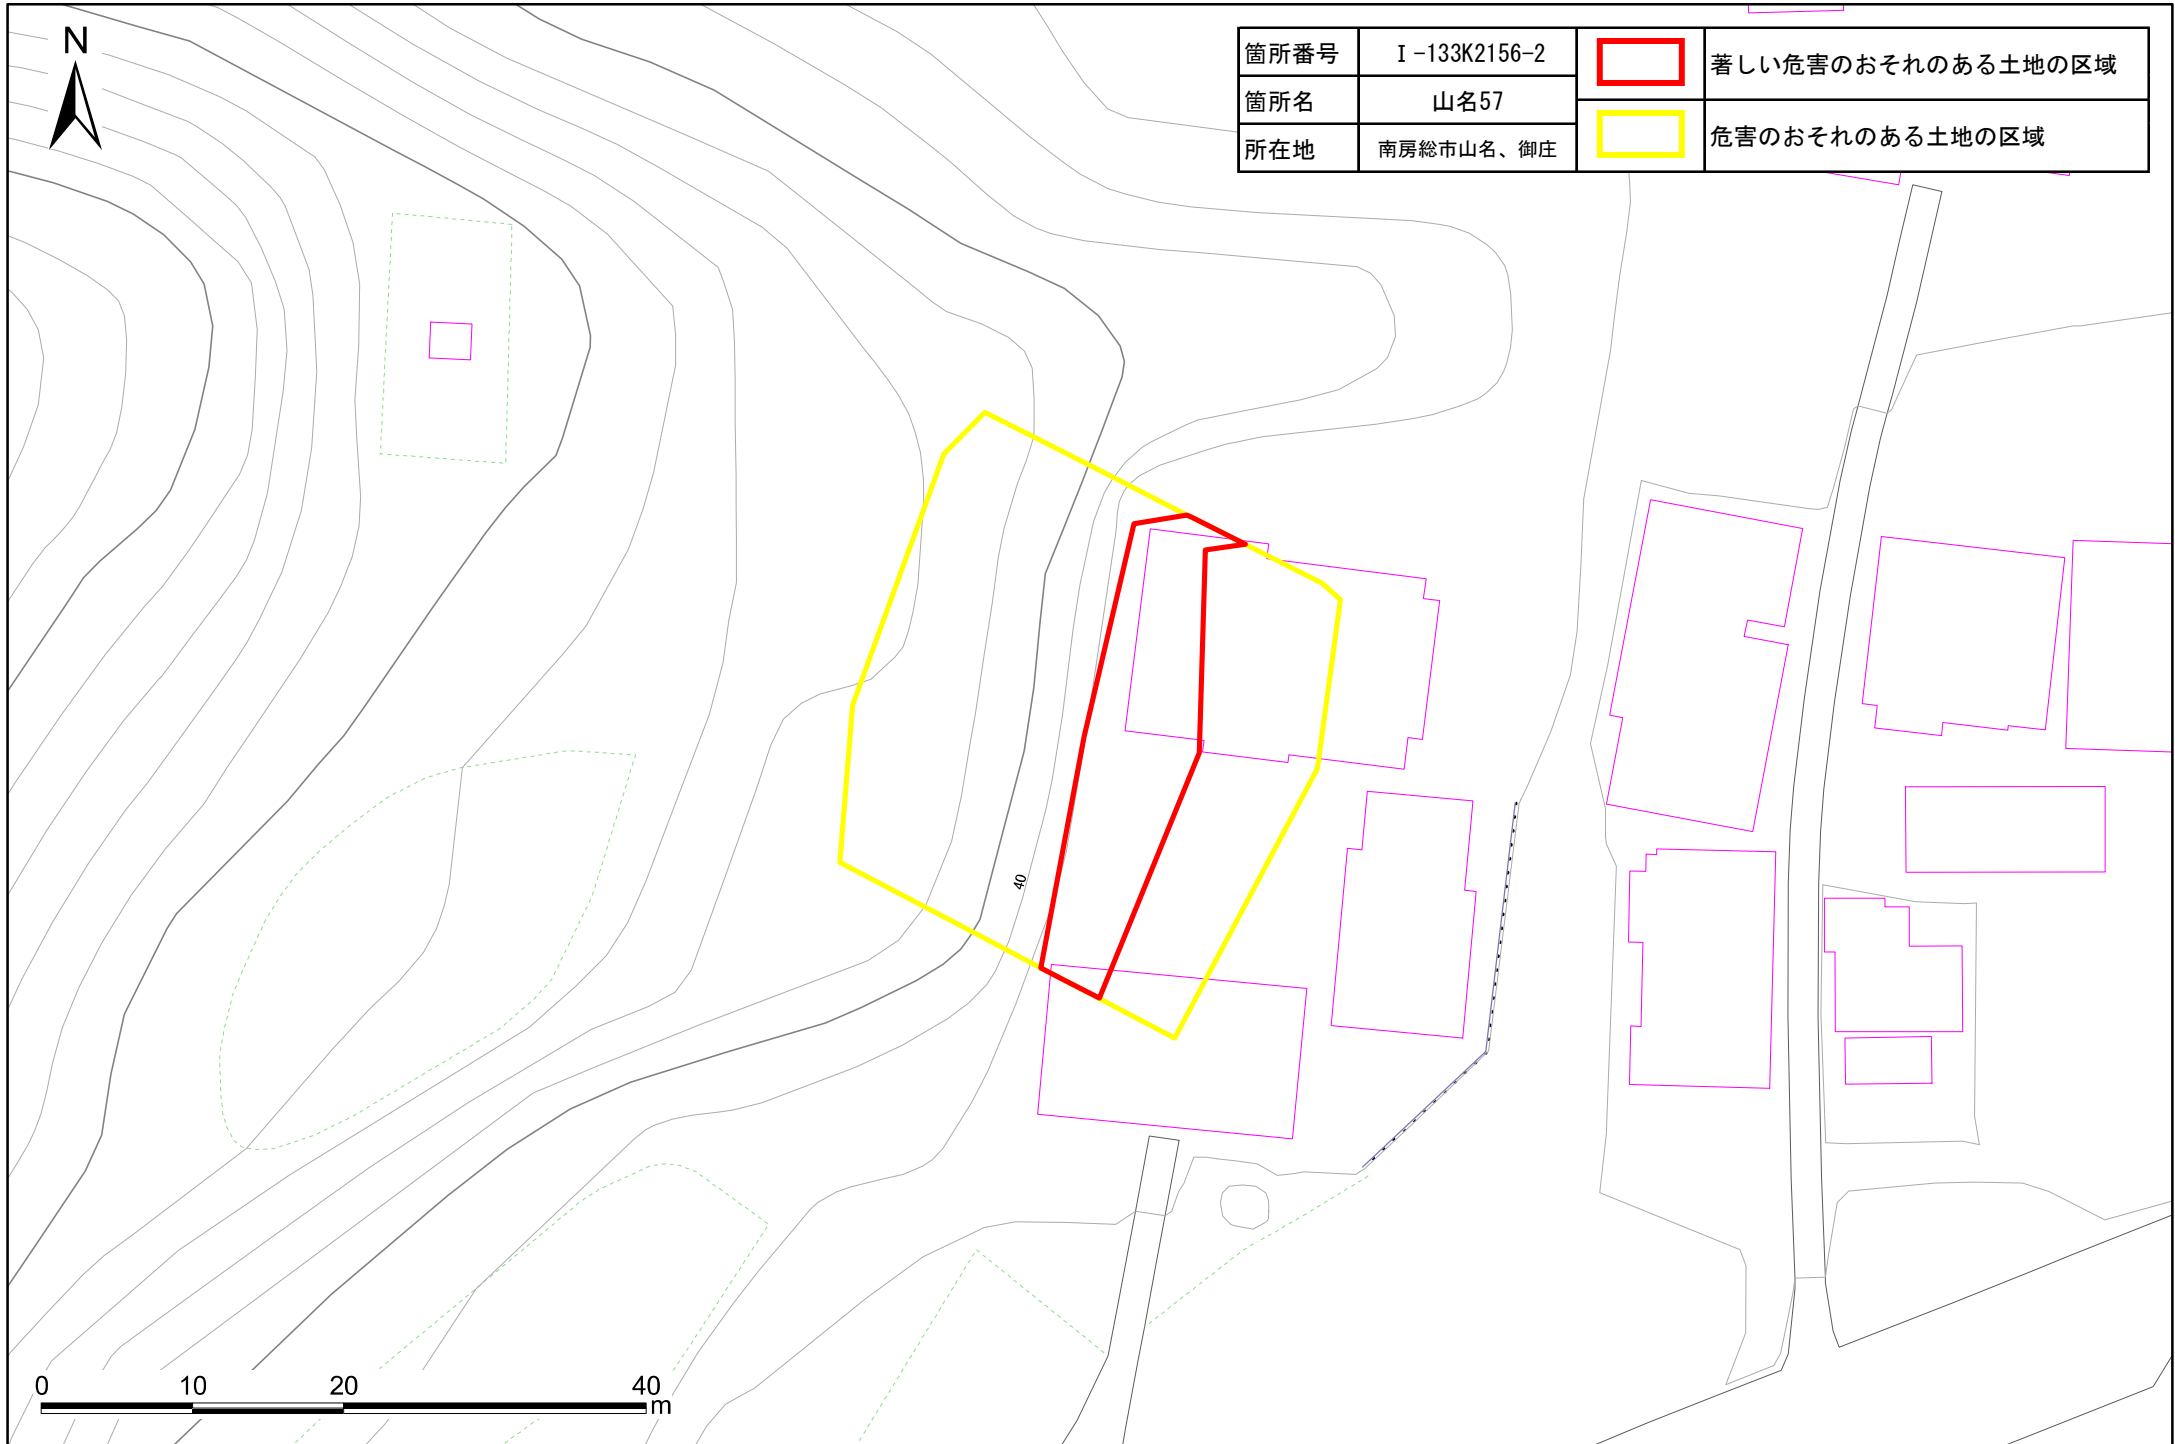 N
箇所番号 Ⅰ-133K2156-2 著しい危害のおそれのある土地の区域
箇所名 山名57
危害のおそれのある土地の区域
所在地 南房総市山名、御庄
40
0 10 20 40
m